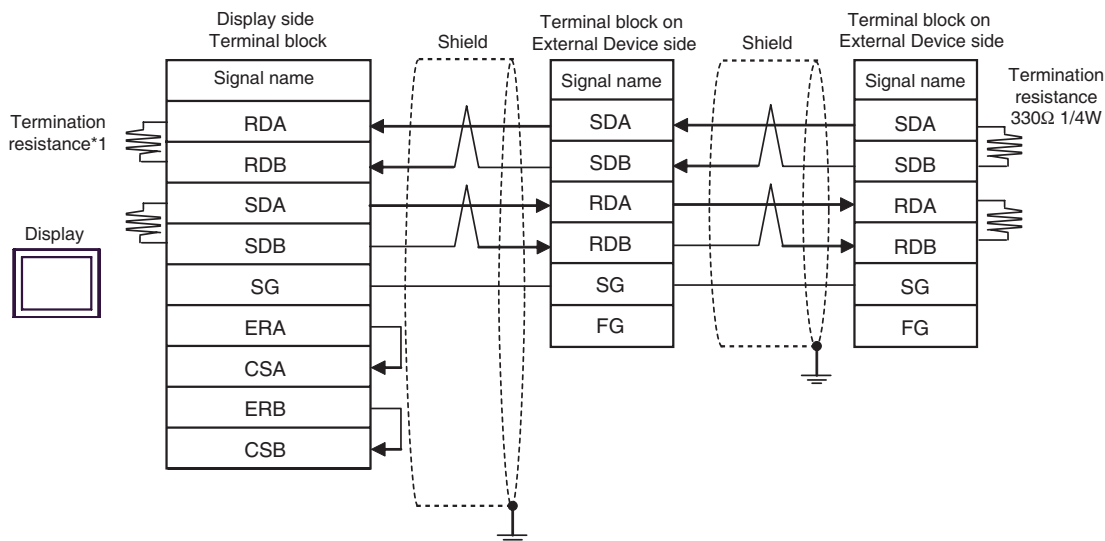 Display side
Terminal block
Shield
Terminal block on
External Device side
Shield
Terminal block on
External Device side
Signal name
Signal name
Signal name
Termination
resistance
330Ω 1/4W
Termination
resistance*1
RDA
SDA
SDA
RDB
SDB
SDB
SDA
RDA
RDA
Display
SDB
RDB
RDB
SG
SG
SG
ERA
FG
FG
CSA
ERB
CSB